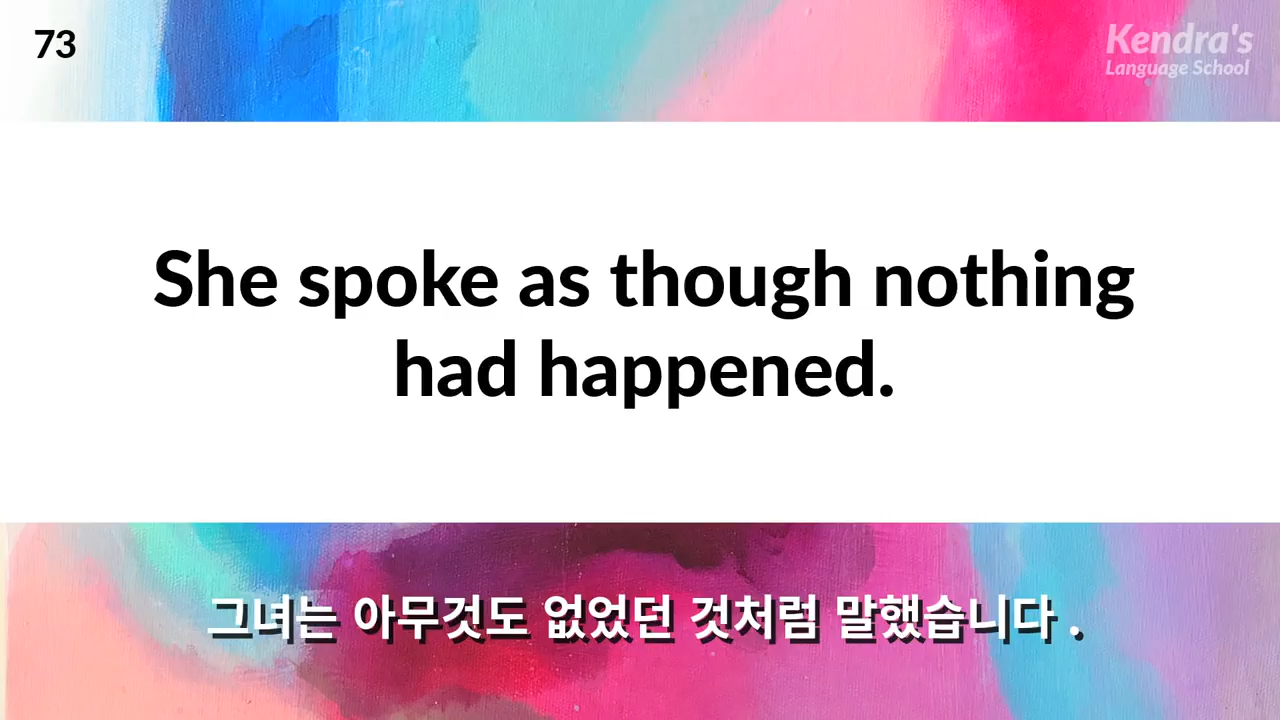 73
Kendra's
Language School
She spoke as though nothing
had happened.
그녀는 아무것도 없었던 것처럼 말했습니다 .